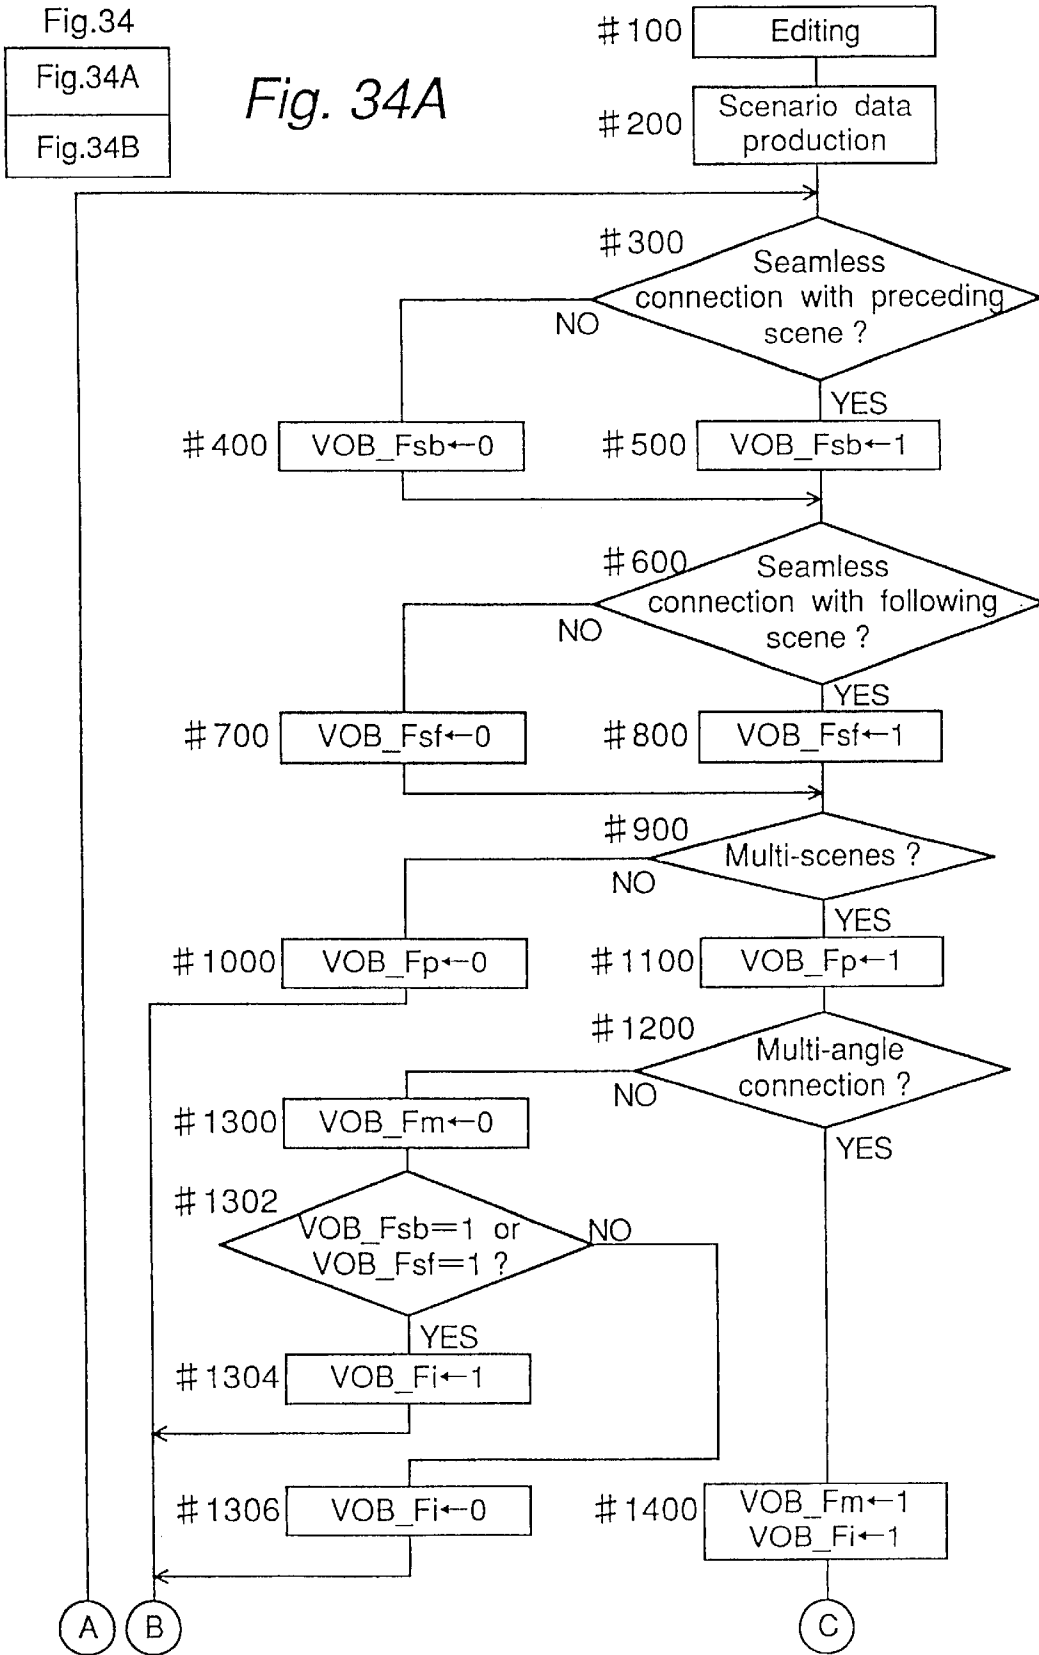 Fig.34
Fig.34A
Fig.34B
Fig. 34A
#100
Editing
#200
Scenario data
production
#300
Seamless
connection with preceding
scene ?
NO
YES
#400
VOB_Fsb←0
#500
VOB_Fsb←1
#600
Seamless
connection with following
scene ?
NO
YES
#700
VOB_Fsf←0
#800
VOB_Fsf←1
#900
Multi-scenes ?
NO
YES
#1000
VOB_Fp←0
#1100
VOB_Fp←1
#1200
Multi-angle
connection ?
NO
YES
#1300
VOB_Fm←0
#1302
VOB_Fsb=1 or
VOB_Fsf=1 ?
NO
YES
#1304
VOB_Fi←1
#1306
VOB_Fi←0
#1400
VOB_Fm←1
VOB_Fi←1
A
B
C